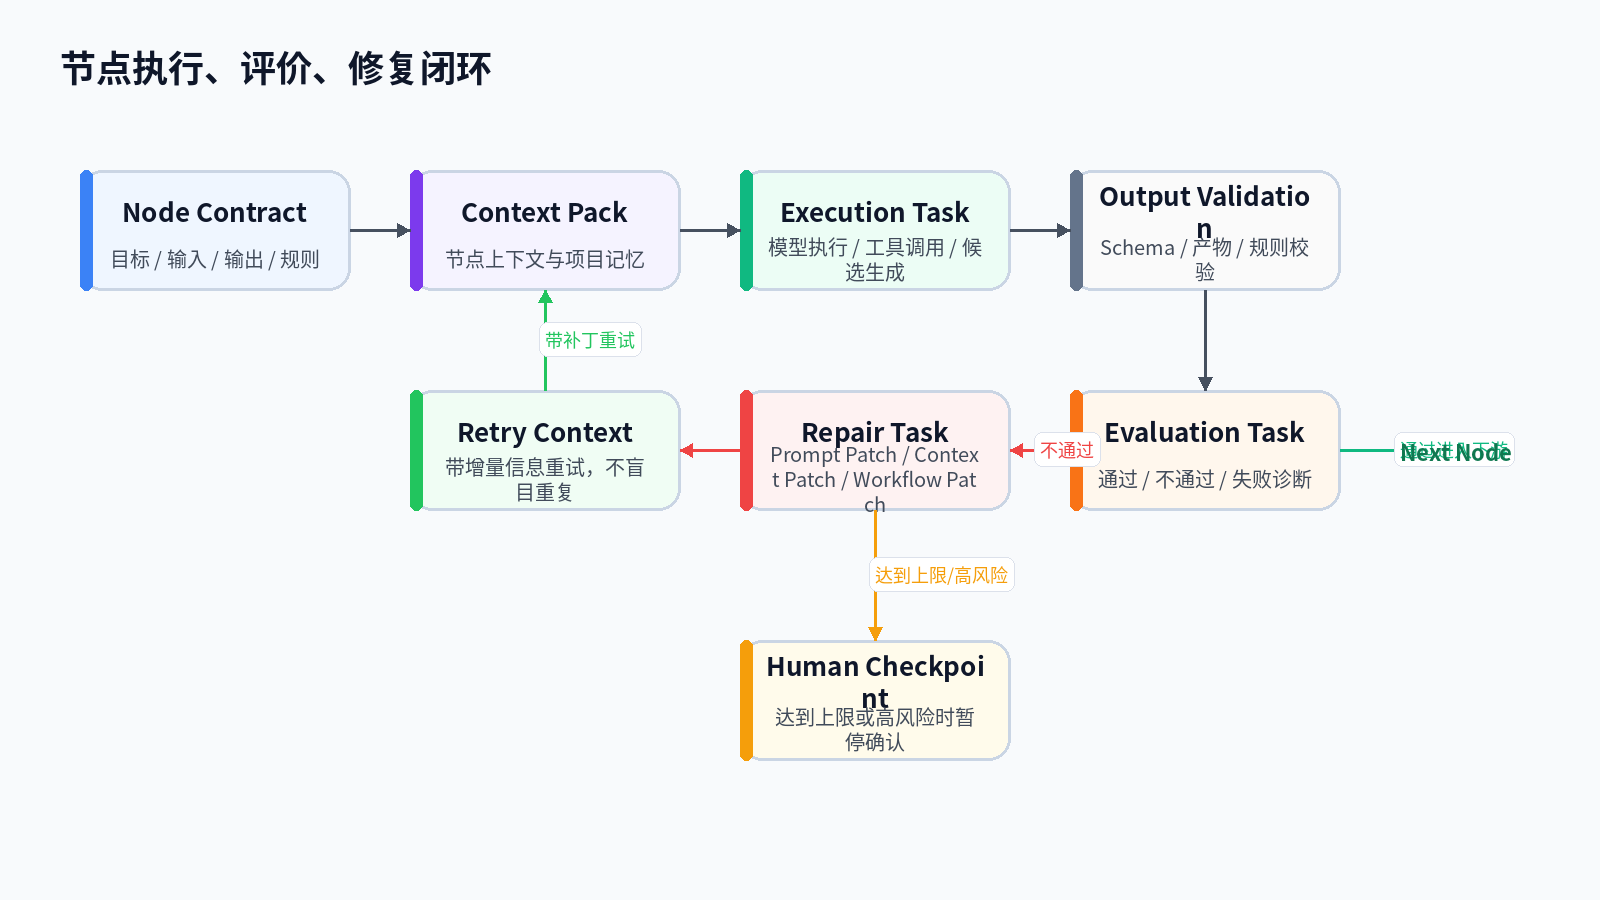 节点执行、评价、修复闭环
Node Contract
目标 / 输入 / 输出 / 规则
Context Pack
节点上下文与项目记忆
Execution Task
模型执行 / 工具调用 / 候
选生成
Output Validatio
n
Schema / 产物 / 规则校
验
带补丁重试
Retry Context
带增量信息重试，不盲
目重复
Repair Task
Prompt Patch / Contex
t Patch / Workflow Pat
ch
不通过
Evaluation Task
通过 / 不通过 / 失败诊断
通过进入下游
Next Node
达到上限/高风险
Human Checkpoi
nt
达到上限或高风险时暂
停确认